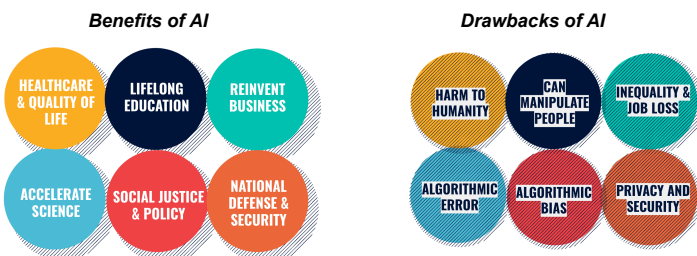 Benefits of AI
HEALTHCARE
& QUALITY OF
LIFE
LIFELONG
EDUCATION
REINVENT
BUSINESS
ACCELERATE
SCIENCE
SOCIAL JUSTICE
& POLICY
NATIONAL
DEFENSE &
SECURITY
Drawbacks of AI
HARM TO
HUMANITY
CAN
MANIPULATE
PEOPLE
INEQUALITY &
JOB LOSS
ALGORITHMIC
ERROR
ALGORITHMIC
BIAS
PRIVACY AND
SECURITY